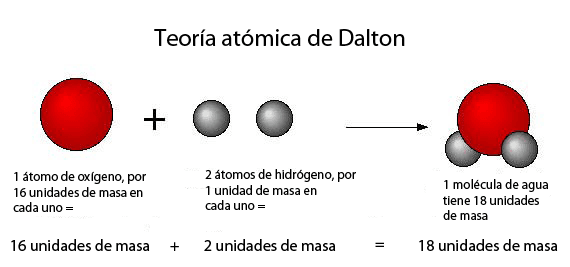 Teoría atómica de Dalton
+
1 átomo de oxígeno, por
16 unidades de masa en
cada uno =
2 átomos de hidrógeno, por
1 unidad de masa en
cada uno =
1 molécula de agua
tiene 18 unidades
de masa
16 unidades de masa + 2 unidades de masa = 18 unidades de masa